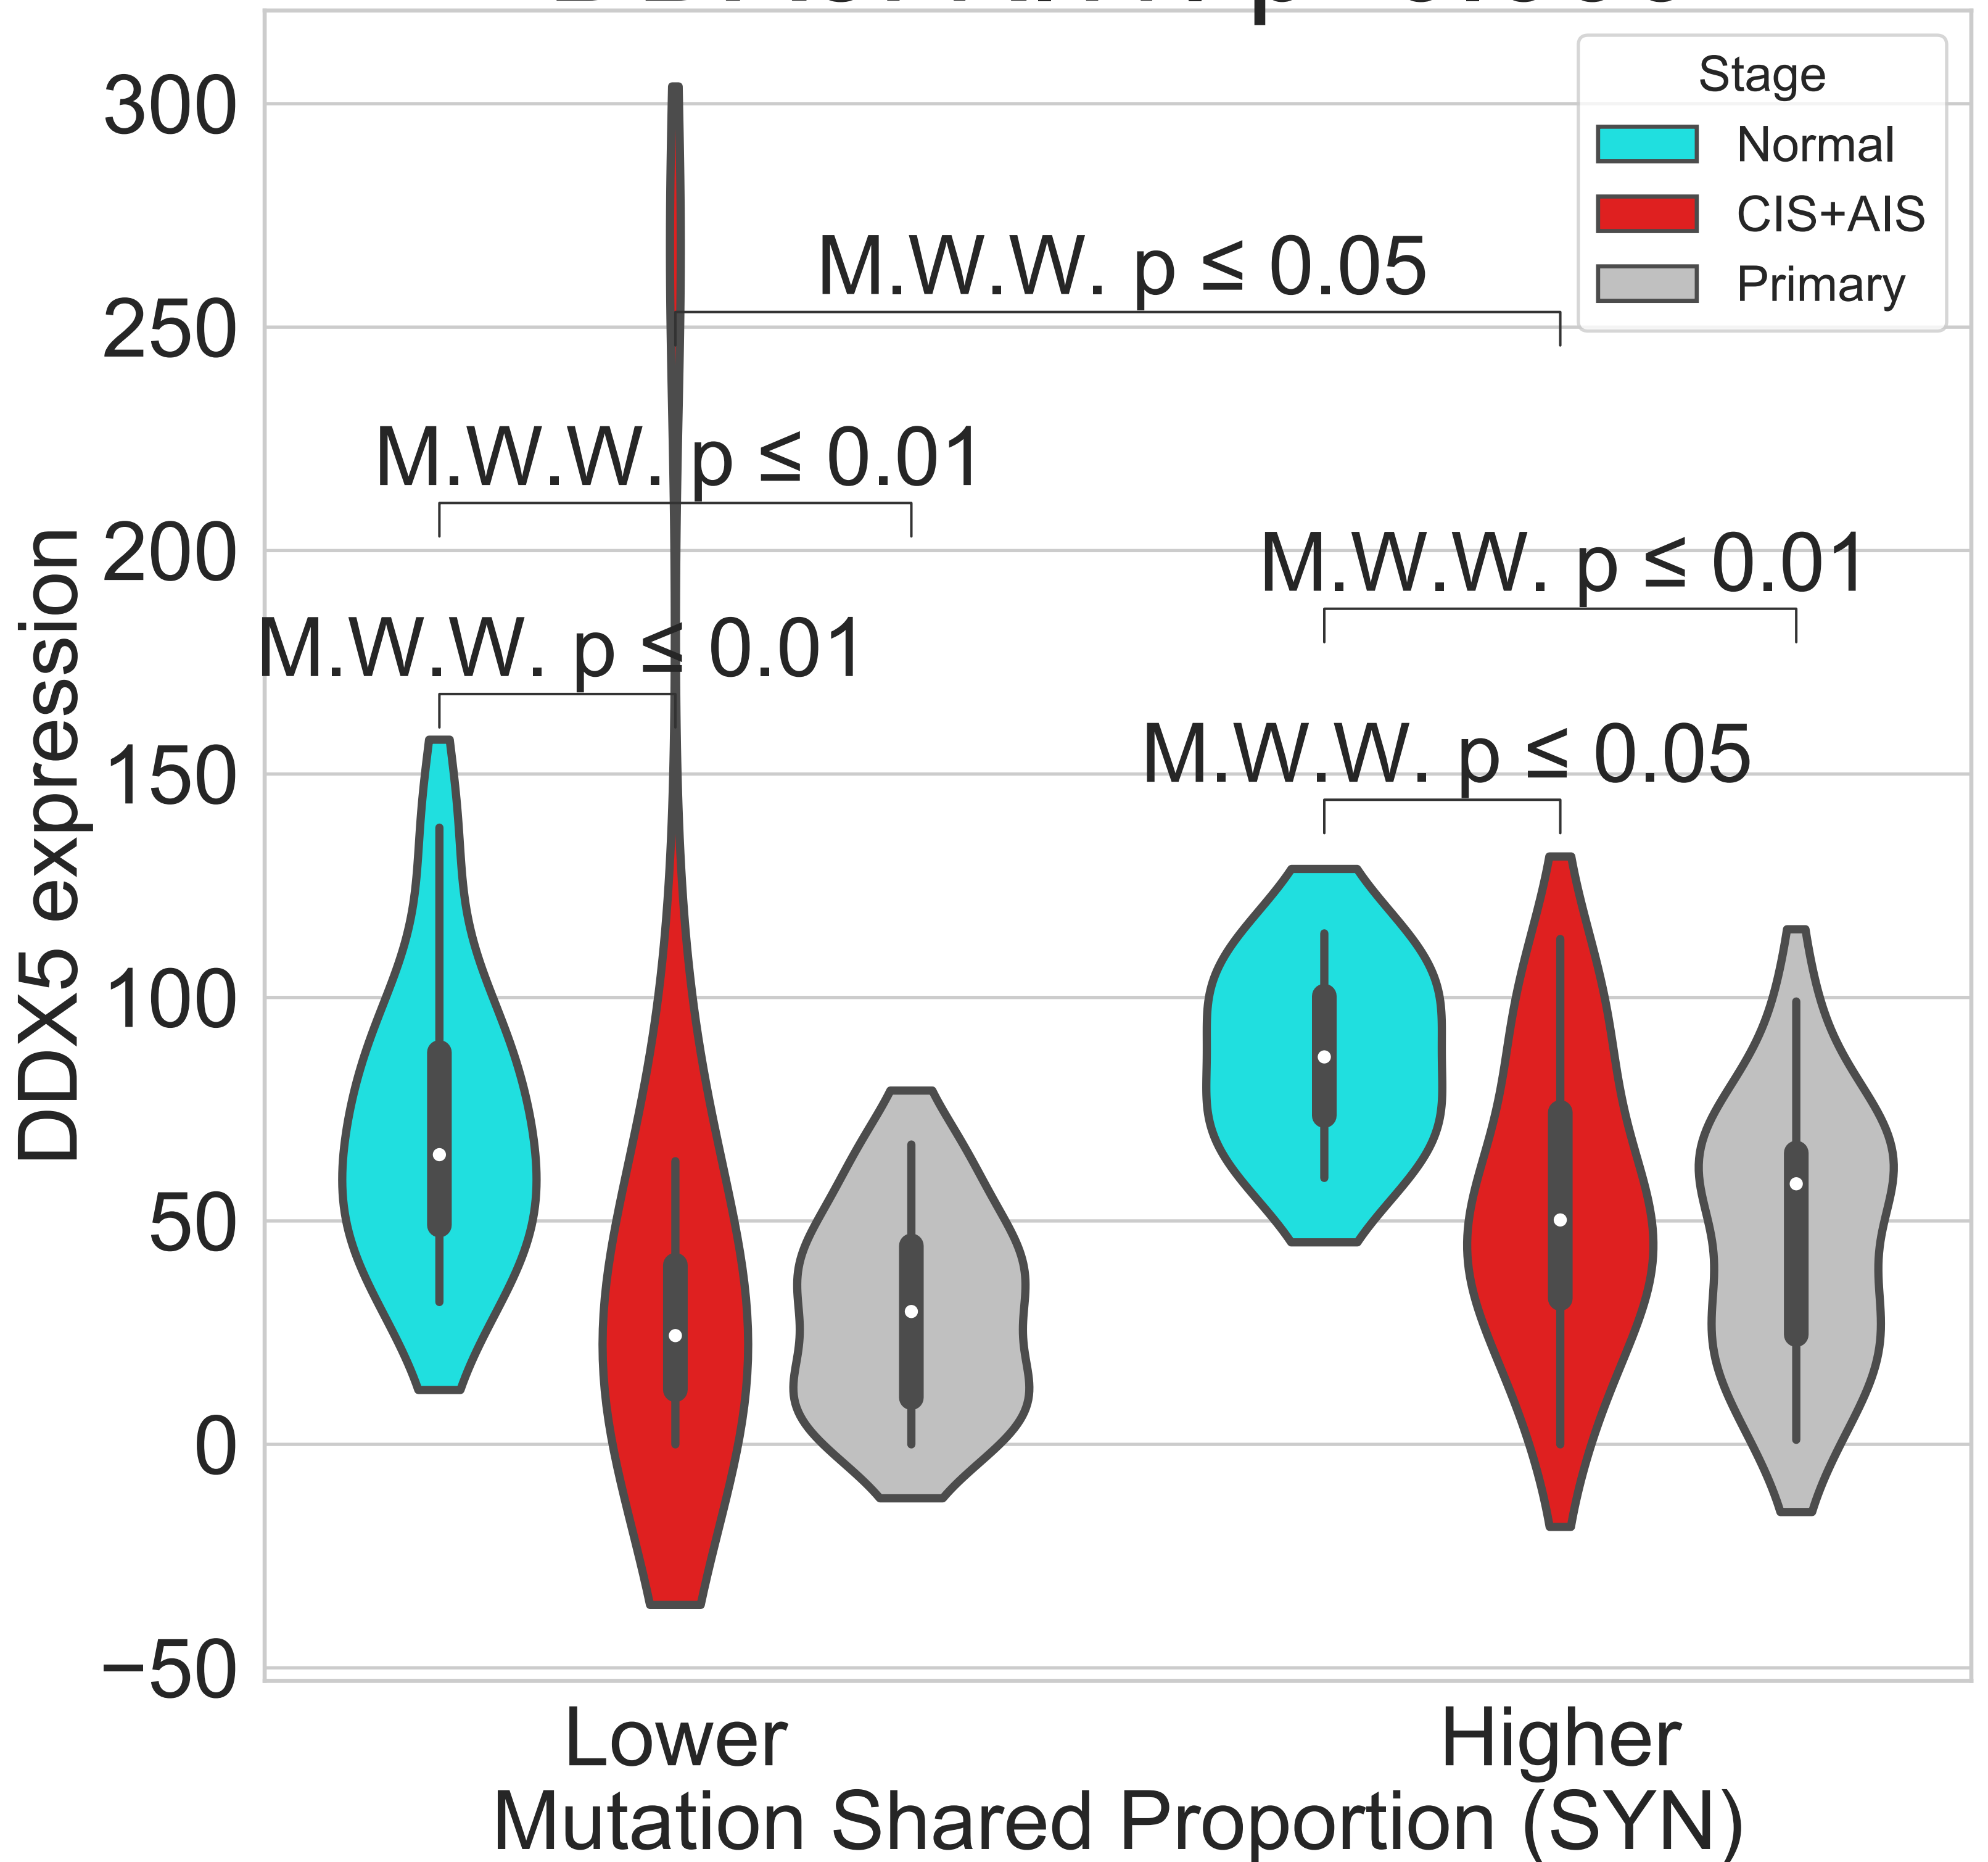 Stage
Normal
CIS+AIS
Primary
300
250
200
150
100
50
0
−50
DDX5 expression
M.W.W. p ≤ 0.05
M.W.W. p ≤ 0.01
M.W.W. p ≤ 0.01
M.W.W. p ≤ 0.01
M.W.W. p ≤ 0.05
Lower
Higher
Mutation Shared Proportion (SYN)